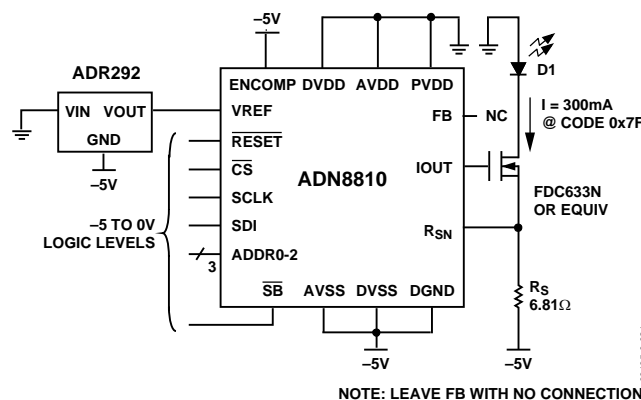 –5V
ADR292
VIN VOUT
GND
–5V
ENCOMP DVDD AVDD PVDD
VREF
RESET
CS
SCLK
SDI
ADDR0-2
3
–5 TO 0V
LOGIC LEVELS
ADN8810
FB
NC
IOUT
RSN
SB AVSS DVSS DGND
–5V
D1
I = 300mA
@ CODE 0x7F
FDC633N
OR EQUIV
RS
6.81Ω
–5V
NOTE: LEAVE FB WITH NO CONNECTION